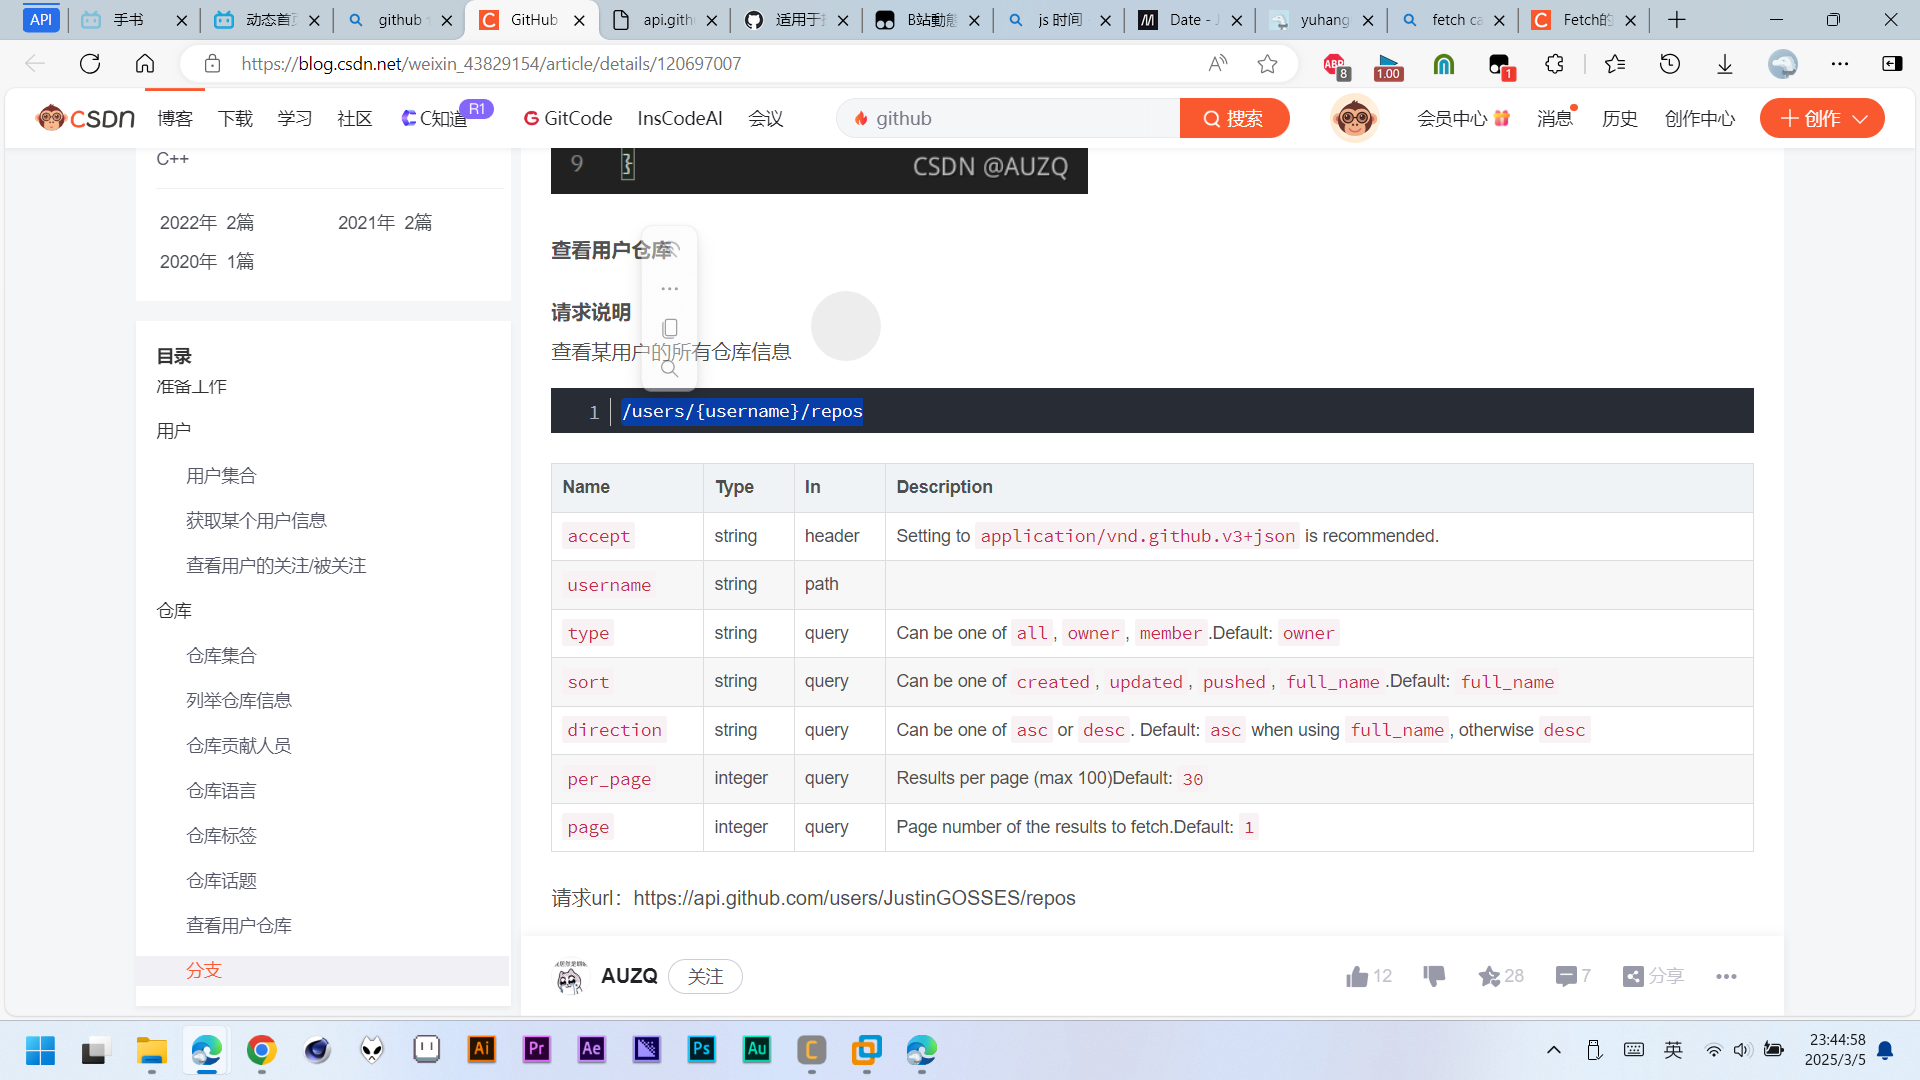 API 手书 动态首页 github api.gith 适用于 B站動態 js 时间 Date - J yuhang fetch ca Fetch的
https://blog.csdn.net/weixin_43829154/article/details/120697007
ABP 8 1.00 1
CSDN 博客 下载 学习 社区 C知道 R1 GitCode InsCodeAI 会议 github 搜索 会员中心 消息 历史 创作中心 创作
C++
2022年 2篇 2021年 2篇
2020年 1篇
目录
准备工作
用户
用户集合
获取某个用户信息
查看用户的关注/被关注
仓库
仓库集合
列举仓库信息
仓库贡献人员
仓库语言
仓库标签
仓库话题
查看用户仓库
分支
9 } CSDN @AUZQ
查看用户仓库
请求说明
查看某用户的所有仓库信息
1 /users/{username}/repos
Name Type In Description
accept string header Setting to application/vnd.github.v3+json is recommended.
username string path
type string query Can be one of all, owner, member.Default: owner
sort string query Can be one of created, updated, pushed, full_name.Default: full_name
direction string query Can be one of asc or desc. Default: asc when using full_name, otherwise desc
per_page integer query Results per page (max 100)Default: 30
page integer query Page number of the results to fetch.Default: 1
请求url：https://api.github.com/users/JustinGOSSES/repos
AUZQ 关注 12 28 7 分享
Ai Pr Ae Ps Au C 英 23:44:58
2025/3/5